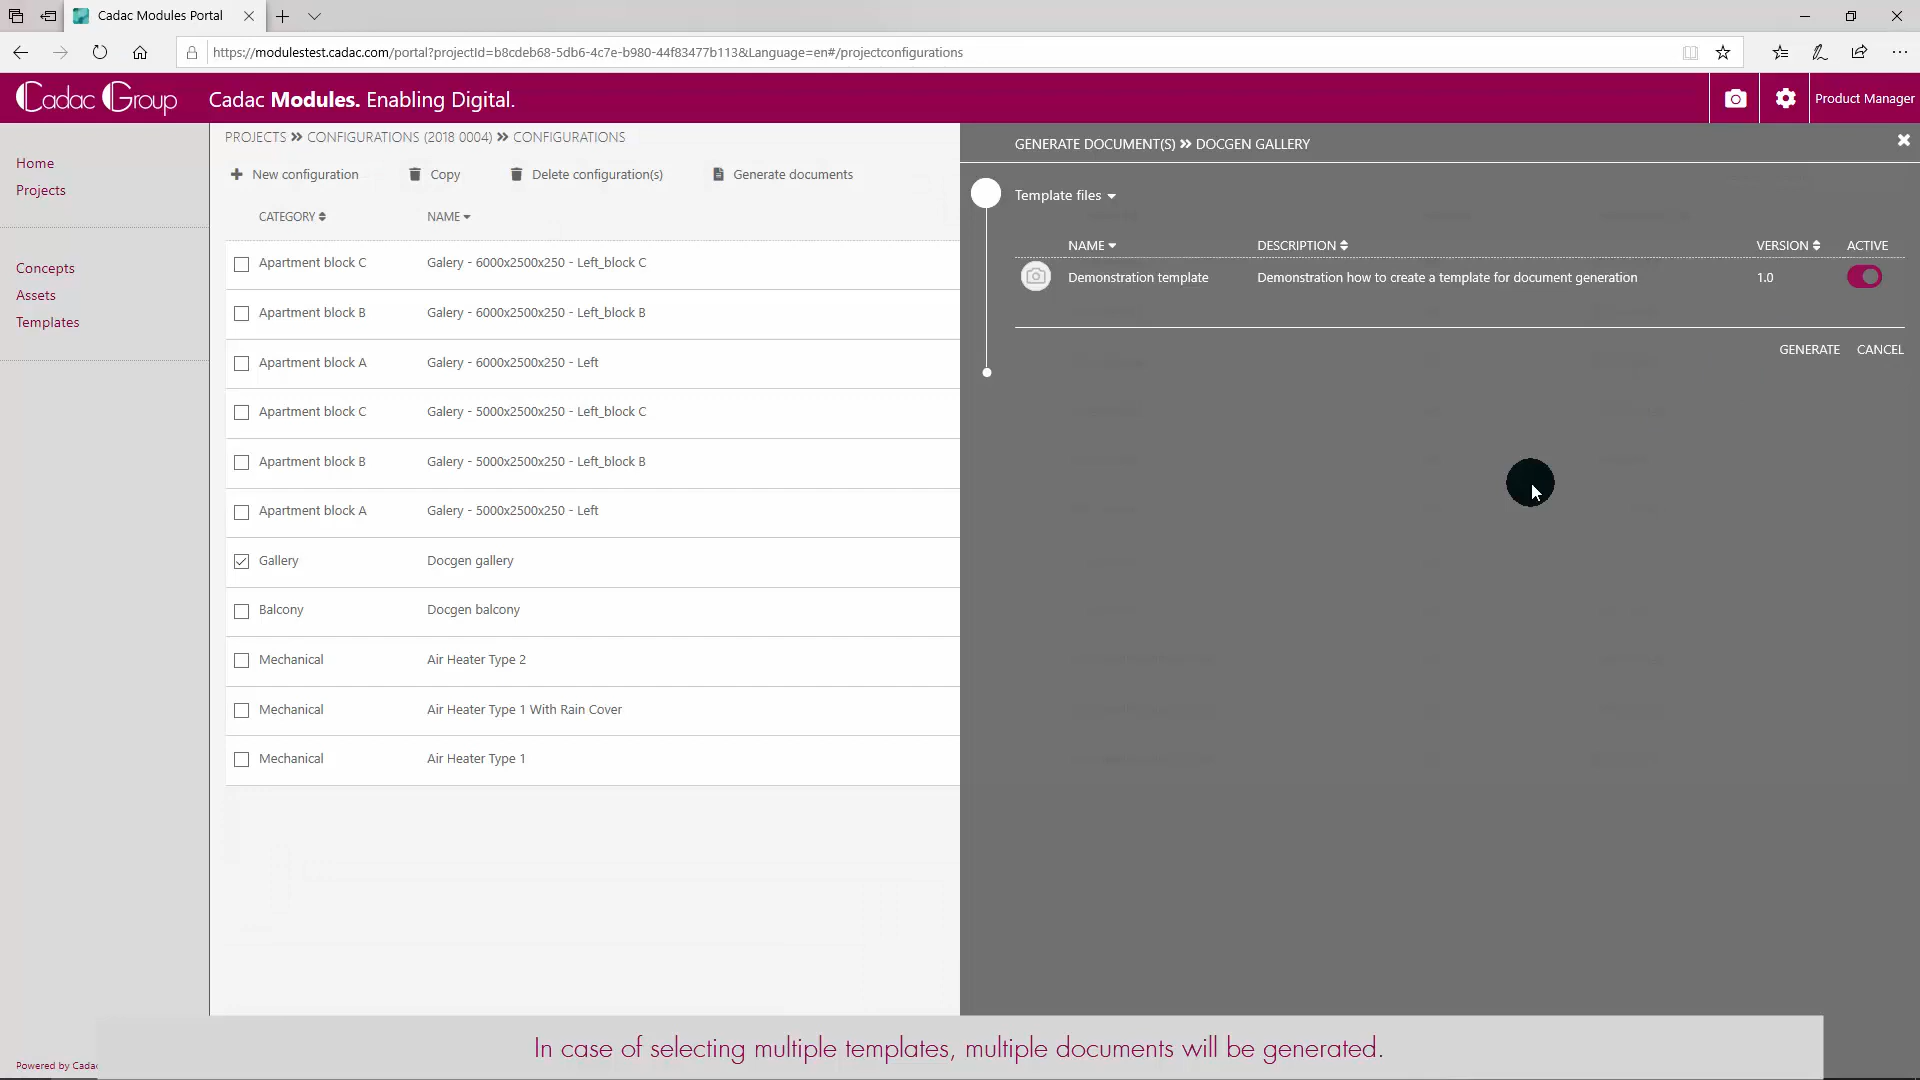 Cadac Modules Portal
https://modulestest.cadac.com/portal?projectId=b8cdeb68-5db6-4c7e-b980-44f83477b113&Language=en#/projectconfigurations
Cadac Group
Cadac Modules. Enabling Digital.
Product Manager
Home
Projects
Concepts
Assets
Templates
PROJECTS » CONFIGURATIONS (2018 0004) » CONFIGURATIONS
New configuration Copy Delete configuration(s) Generate documents
CATEGORY NAME
Apartment block C Galery - 6000x2500x250 - Left_block C
Apartment block B Galery - 6000x2500x250 - Left_block B
Apartment block A Galery - 6000x2500x250 - Left
Apartment block C Galery - 5000x2500x250 - Left_block C
Apartment block B Galery - 5000x2500x250 - Left_block B
Apartment block A Galery - 5000x2500x250 - Left
Gallery Docgen gallery
Balcony Docgen balcony
Mechanical Air Heater Type 2
Mechanical Air Heater Type 1 With Rain Cover
Mechanical Air Heater Type 1
GENERATE DOCUMENT(S) » DOCGEN GALLERY
Template files
NAME DESCRIPTION VERSION ACTIVE
Demonstration template Demonstration how to create a template for document generation 1.0
GENERATE CANCEL
In case of selecting multiple templates, multiple documents will be generated.
Powered by Cadac